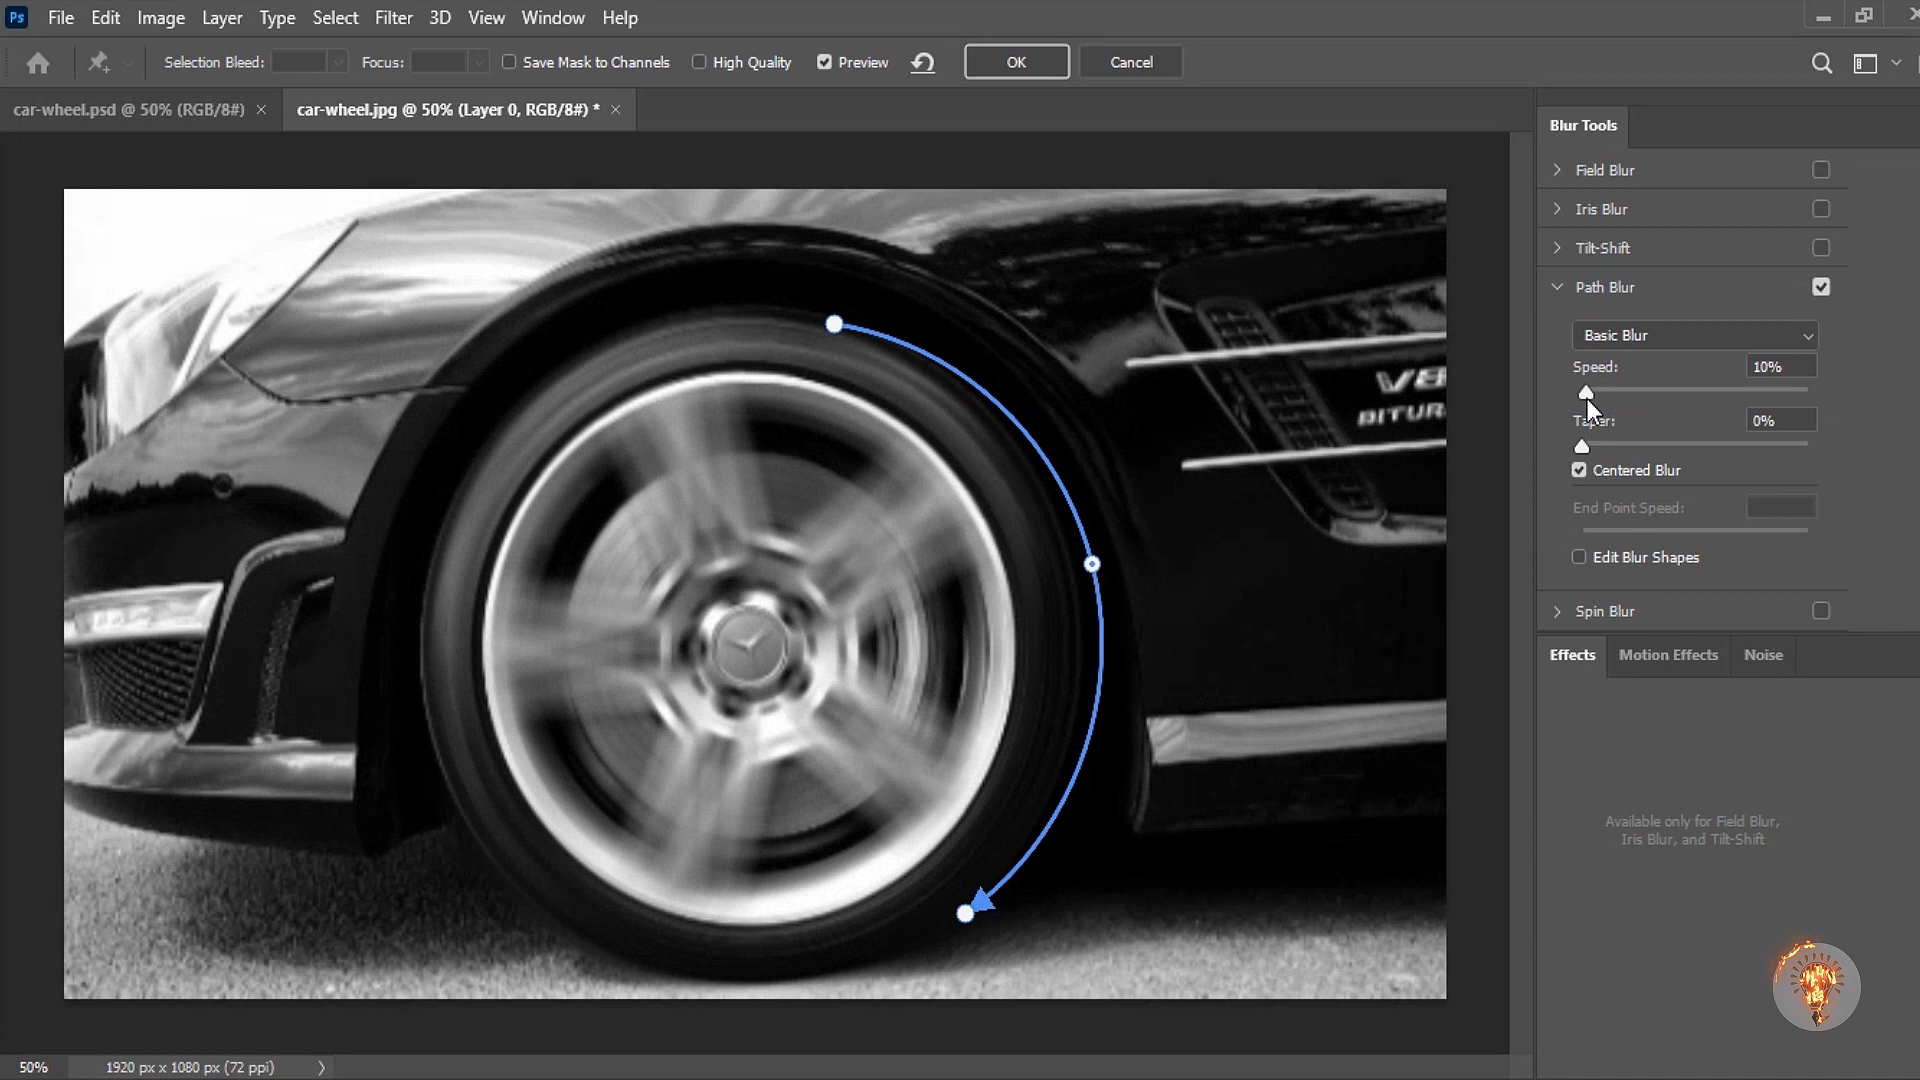 Ps File Edit Image Layer Type Select Filter 3D View Window Help
Selection Bleed: Focus: Save Mask to Channels High Quality Preview OK Cancel
car-wheel.psd @ 50% (RGB/8#) × car-wheel.jpg @ 50% (Layer 0, RGB/8#) * ×
Blur Tools
Field Blur
Iris Blur
Tilt-Shift
Path Blur
Basic Blur
Speed: 10%
Taper: 0%
Centered Blur
End Point Speed:
Edit Blur Shapes
Spin Blur
Effects Motion Effects Noise
Available only for Field Blur,
Iris Blur, and Tilt-Shift
V8
BITUR
50% 1920 px x 1080 px (72 ppi)